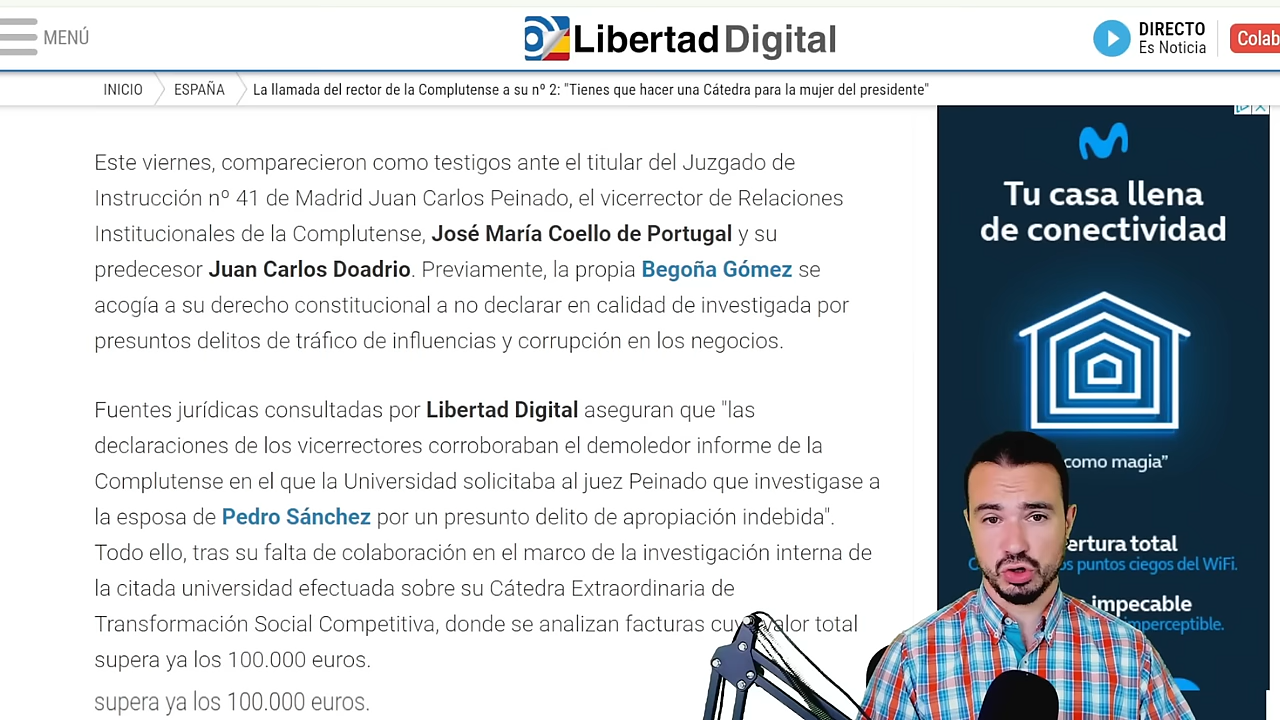 MENÚ
Libertad Digital
DIRECTO
Es Noticia
Colab
INICIO
ESPAÑA
La llamada del rector de la Complutense a su nº 2: "Tienes que hacer una Cátedra para la mujer del presidente"
Este viernes, comparecieron como testigos ante el titular del Juzgado de
Instrucción nº 41 de Madrid Juan Carlos Peinado, el vicerrector de Relaciones
Institucionales de la Complutense, José María Coello de Portugal y su
predecesor Juan Carlos Doadrio. Previamente, la propia Begoña Gómez se
acogía a su derecho constitucional a no declarar en calidad de investigada por
presuntos delitos de tráfico de influencias y corrupción en los negocios.
Fuentes jurídicas consultadas por Libertad Digital aseguran que "las
declaraciones de los vicerrectores corroboraban el demoledor informe de la
Complutense en el que la Universidad solicitaba al juez Peinado que investigase a
la esposa de Pedro Sánchez por un presunto delito de apropiación indebida".
Todo ello, tras su falta de colaboración en el marco de la investigación interna de
la citada universidad efectuada sobre su Cátedra Extraordinaria de
Transformación Social Competitiva, donde se analizan facturas cuyo valor total
supera ya los 100.000 euros.
supera ya los 100.000 euros.
Tu casa llena
de conectividad
como magia"
ertura total
os puntos ciegos del WiFi.
impecable
imperceptible.